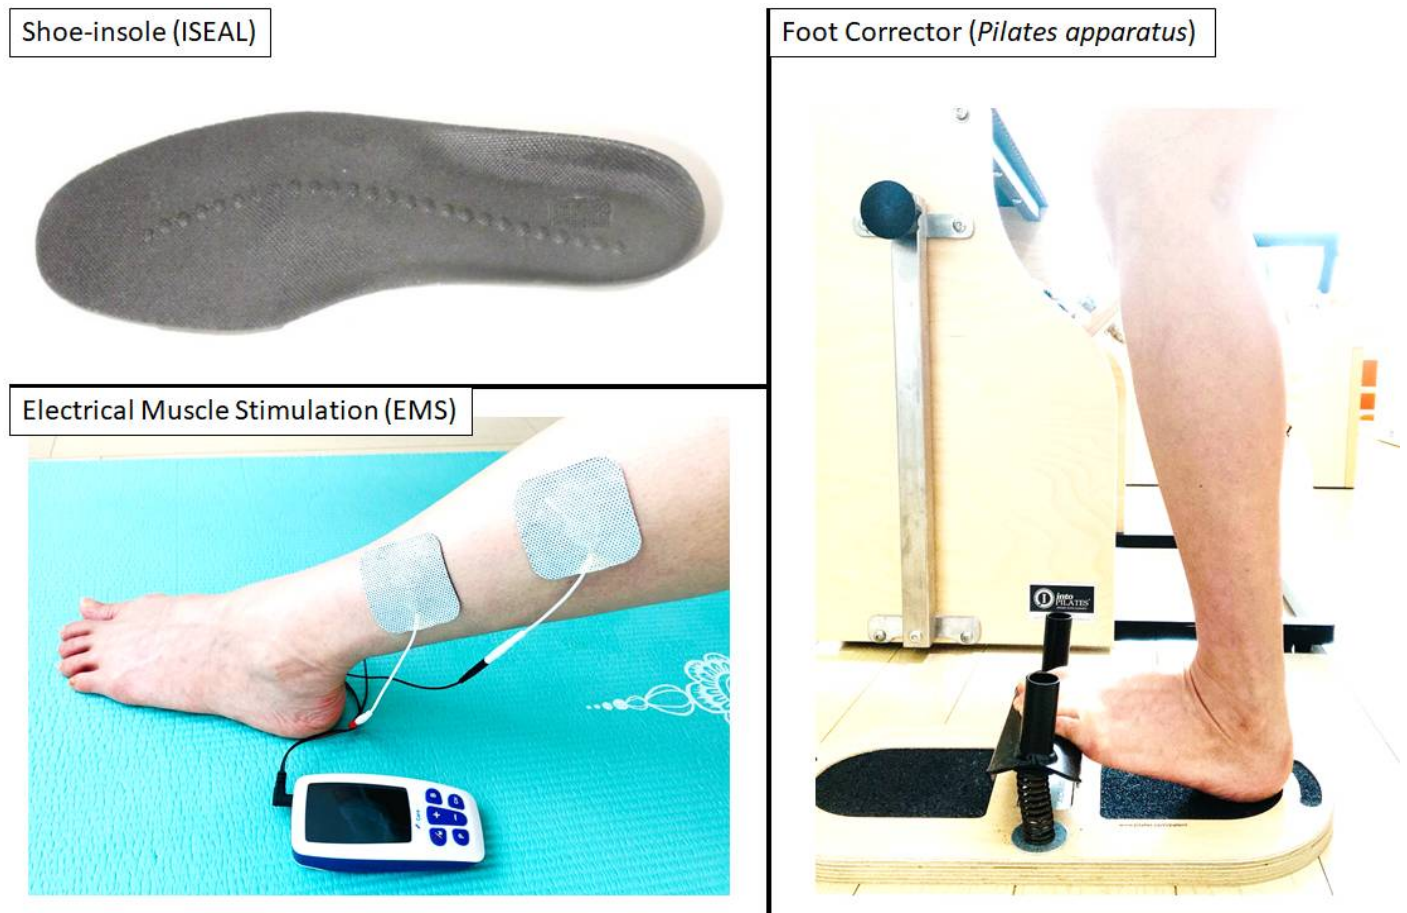 Shoe-insole (ISEAL)
Foot Corrector (Pilates apparatus)
Electrical Muscle Stimulation (EMS)
into
PILATES